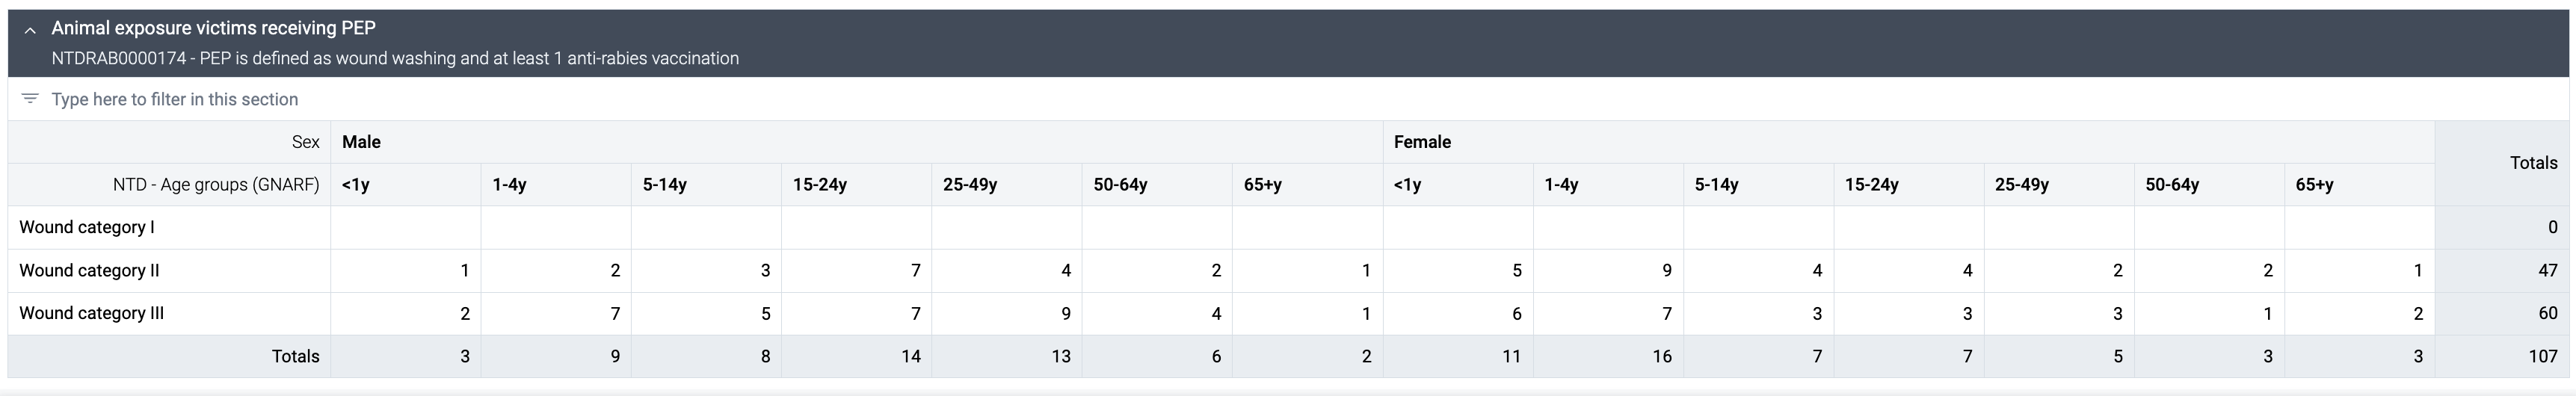 Animal exposure victims receiving PEP
NTDRAB0000174 - PEP is defined as wound washing and at least 1 anti-rabies vaccination
Type here to filter in this section
Sex Male Female Totals
NTD - Age groups (GNARF) <1y 1-4y 5-14y 15-24y 25-49y 50-64y 65+y <1y 1-4y 5-14y 15-24y 25-49y 50-64y 65+y
Wound category I 0
Wound category II 1 2 3 7 4 2 1 5 9 4 4 2 2 1 47
Wound category III 2 7 5 7 9 4 1 6 7 3 3 3 1 2 60
Totals 3 9 8 14 13 6 2 11 16 7 7 5 3 3 107